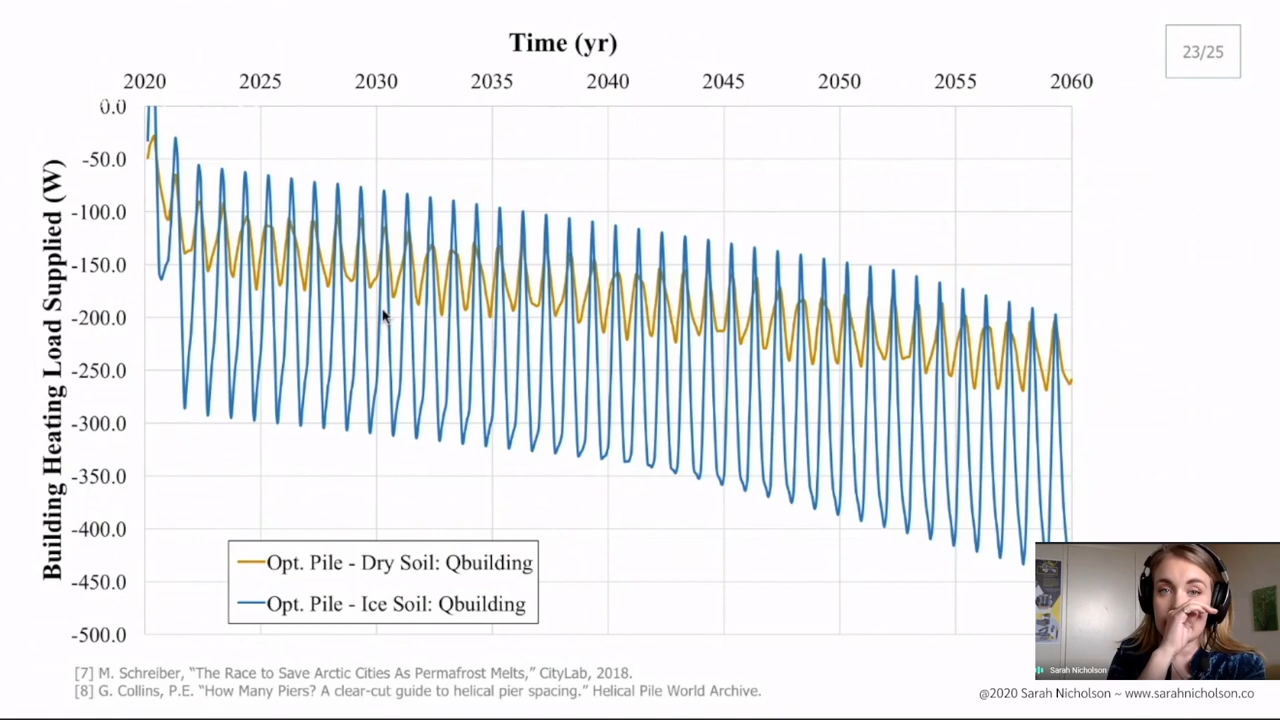 Time (yr)
23/25
2020 2025 2030 2035 2040 2045 2050 2055 2060
0.0
-50.0
-100.0
-150.0
-200.0
-250.0
-300.0
-350.0
-400.0
-450.0
-500.0
Building Heating Load Supplied (W)
Opt. Pile - Dry Soil: Qbuilding
Opt. Pile - Ice Soil: Qbuilding
[7] M. Schreiber, “The Race to Save Arctic Cities As Permafrost Melts,” CityLab, 2018.
[8] G. Collins, P.E. “How Many Piers? A clear-cut guide to helical pier spacing.” Helical Pile World Archive.
Sarah Nicholson
@2020 Sarah Nicholson ~ www.sarahnicholson.co